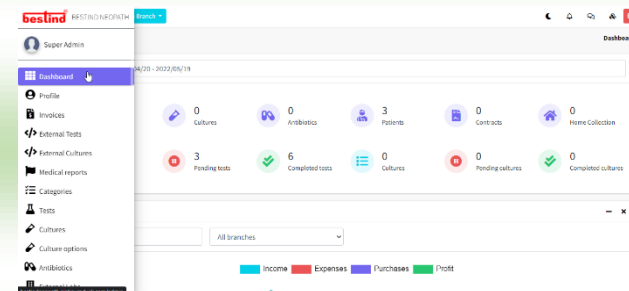 bestind BESTIND NEOPATH
Branch
Super Admin
Dashboard
Profile
Invoices
External Tests
External Cultures
Medical reports
Categories
Tests
Cultures
Culture options
Antibiotics
04/20 - 2022/05/19
0
Cultures
0
Antibiotics
3
Patients
0
Contracts
0
Home Collection
3
Pending tests
6
Completed tests
0
Cultures
0
Pending cultures
0
Completed cultures
All branches
Income Expenses Purchases Profit